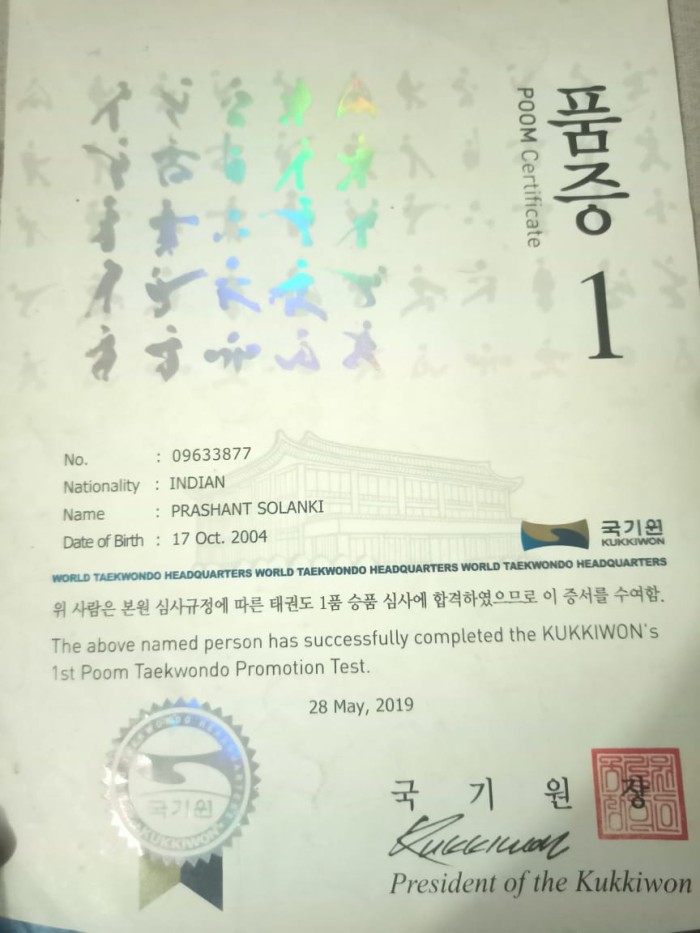 품증
POOM Certificate
1
No. : 09633877
Nationality : INDIAN
Name : PRASHANT SOLANKI
Date of Birth : 17 Oct. 2004
국기원
KUKKIWON
WORLD TAEKWONDO HEADQUARTERS WORLD TAEKWONDO HEADQUARTERS WORLD TAEKWONDO HEADQUARTERS
위 사람은 본원 심사규정에 따른 태권도 1품 승품 심사에 합격하였으므로 이 증서를 수여함.
The above named person has successfully completed the KUKKIWON's
1st Poom Taekwondo Promotion Test.
28 May, 2019
국기원
KUKKIWON
국 기 원 장
Kukkiwon
President of the Kukkiwon